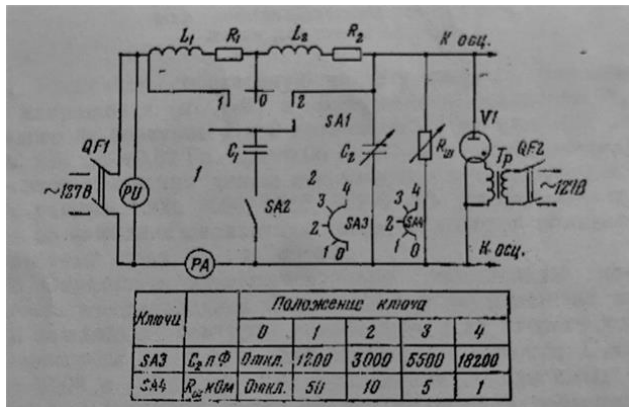 L₁ R₁ L₂ R₂ К осц.
1 0 2
SA1
V1
QF1 C₁ C₂ Rш Тр QF2
~127В PU 1 2 ~127В
SA2 3 4 SA3 3 4 SA4
2 2
1 0 1 0
PA К осц.
Ключи Положение ключа
0 1 2 3 4
SA3 C₂ пФ Откл. 1200 3000 5500 18200
SA4 Rш кОм Откл. 50 10 5 1